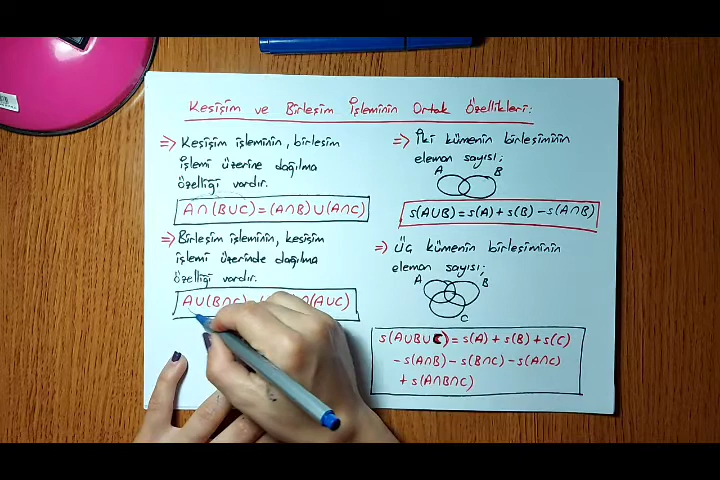 Kesişim ve Birleşim İşleminin Ortak Özellikleri:
⇒ Kesişim işleminin, birleşim
işlemi üzerine dağılma
özelliği vardır.
A∩(B∪C)=(A∩B)∪(A∩C)
⇒ Birleşim işleminin, kesişim
işlemi üzerinde dağılma
özelliği vardır.
A∪(B∩C)= (A∪C)
⇒ İki kümenin birleşiminin
eleman sayısı;
A B
s(A∪B)=s(A)+s(B)-s(A∩B)
⇒ Üç kümenin birleşiminin
eleman sayısı;
A B
C
s(A∪B∪C)=s(A)+s(B)+s(C)
-s(A∩B)-s(B∩C)-s(A∩C)
+s(A∩B∩C)